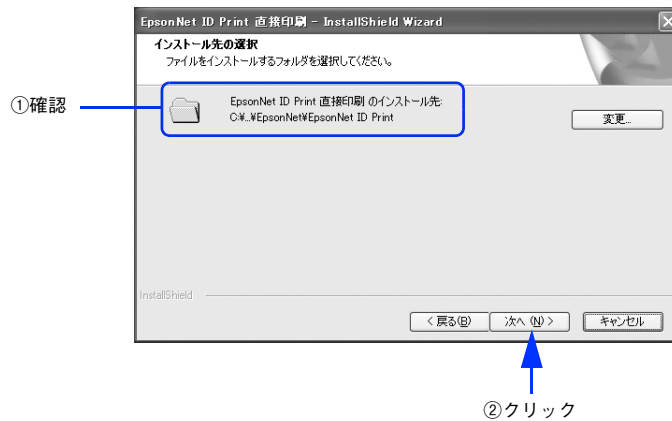 EpsonNet ID Print 直接印刷 - InstallShield Wizard
インストール先の選択
ファイルをインストールするフォルダを選択してください。
①確認
EpsonNet ID Print 直接印刷 のインストール先:
C:¥...¥EpsonNet¥EpsonNet ID Print
変更...
InstallShield
< 戻る(B)
次へ (N) >
キャンセル
②クリック